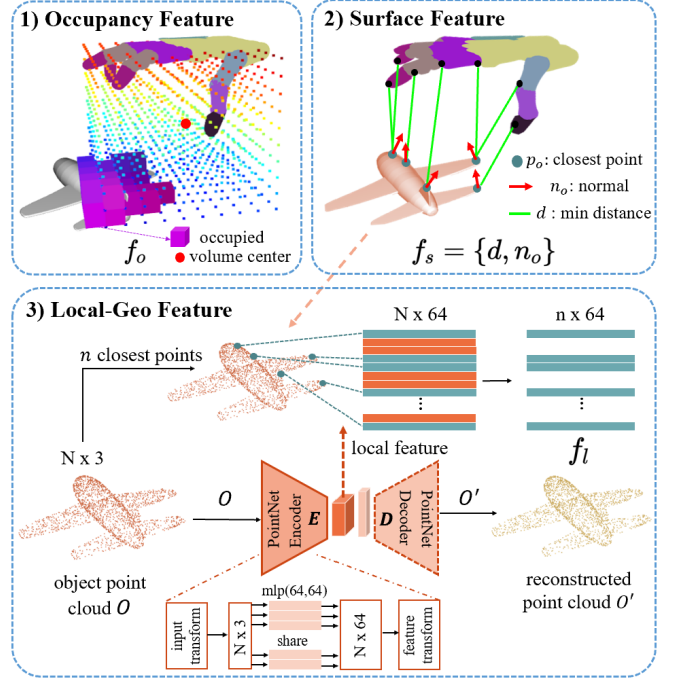 1) Occupancy Feature
occupied
volume center
f_o
2) Surface Feature
p_o: closest point
n_o: normal
d : min distance
f_s = {d, n_o}
3) Local-Geo Feature
n closest points
N x 64
n x 64
local feature
f_l
N x 3
O
PointNet
Encoder
E
D
PointNet
Decoder
O′
object point
cloud O
reconstructed
point cloud O′
input
transform
N x 3
mlp(64,64)
share
N x 64
feature
transform